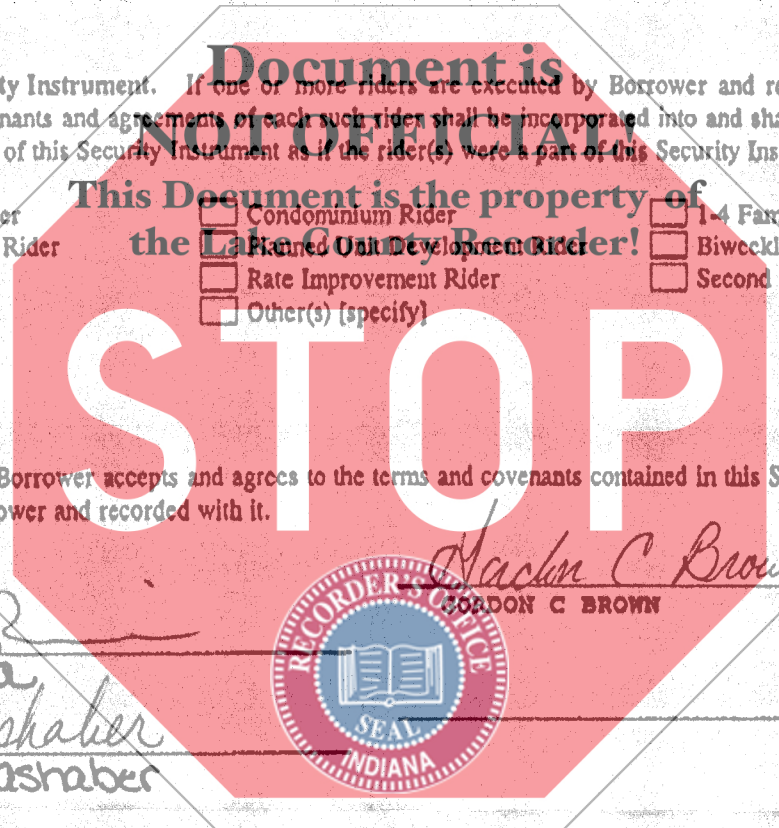 Document is
ty Instrument. If one or more riders are executed by Borrower and re
nants and agreements of each such rider shall be incorporated into and sha
NOT OFFICIAL!
of this Security Instrument as if the rider(s) were a part of this Security Ins
This Document is the property of
er Condominium Rider 1-4 Fam
the Lake County Recorder!
Rider Planned Unit Development Rider Biweekl
Rate Improvement Rider Second
Other(s) [specify]
STOP
Borrower accepts and agrees to the terms and covenants contained in this S
ower and recorded with it.
Gordon C Brow
GORDON C BROWN
RECORDER'S OFFICE
SEAL
INDIANA
shaber
ashaber